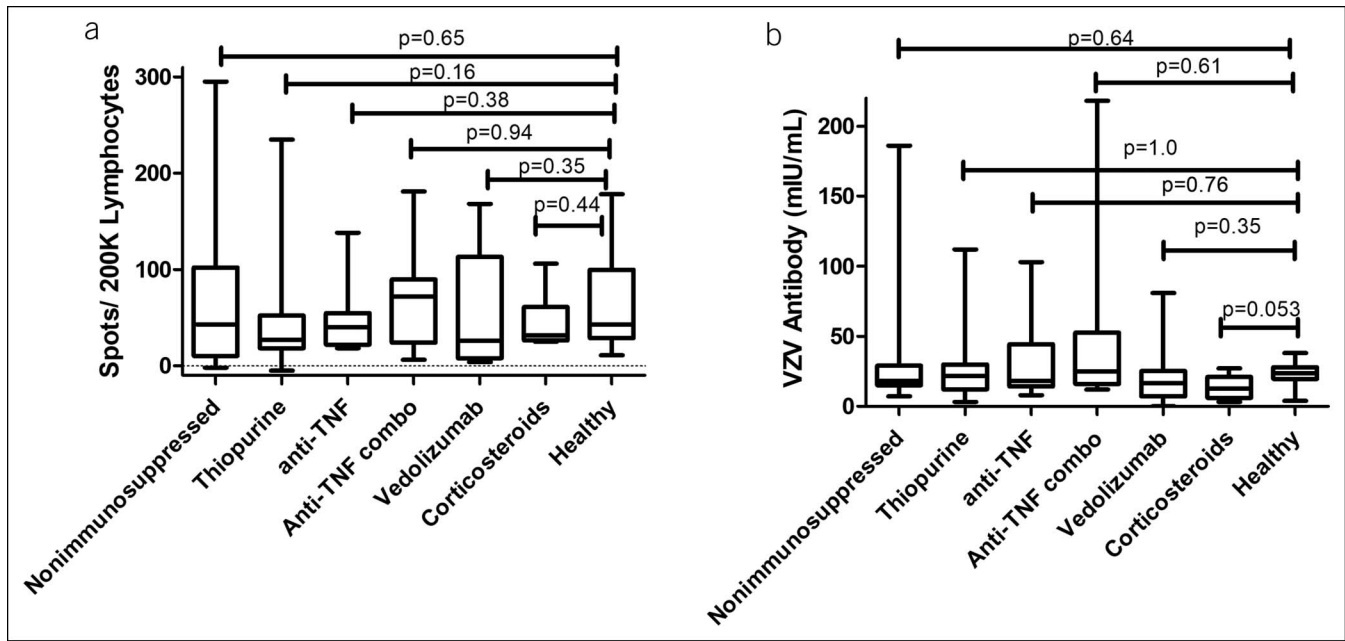 a
p=0.65
p=0.16
p=0.38
p=0.94
p=0.35
p=0.44
300
200
100
0
Spots/ 200K Lymphocytes
Nonimmunosuppressed
Thiopurine
anti-TNF
Anti-TNF combo
Vedolizumab
Corticosteroids
Healthy
b
p=0.64
p=0.61
p=1.0
p=0.76
p=0.35
p=0.053
200
150
100
50
0
VZV Antibody (mIU/mL)
Nonimmunosuppressed
Thiopurine
anti-TNF
Anti-TNF combo
Vedolizumab
Corticosteroids
Healthy